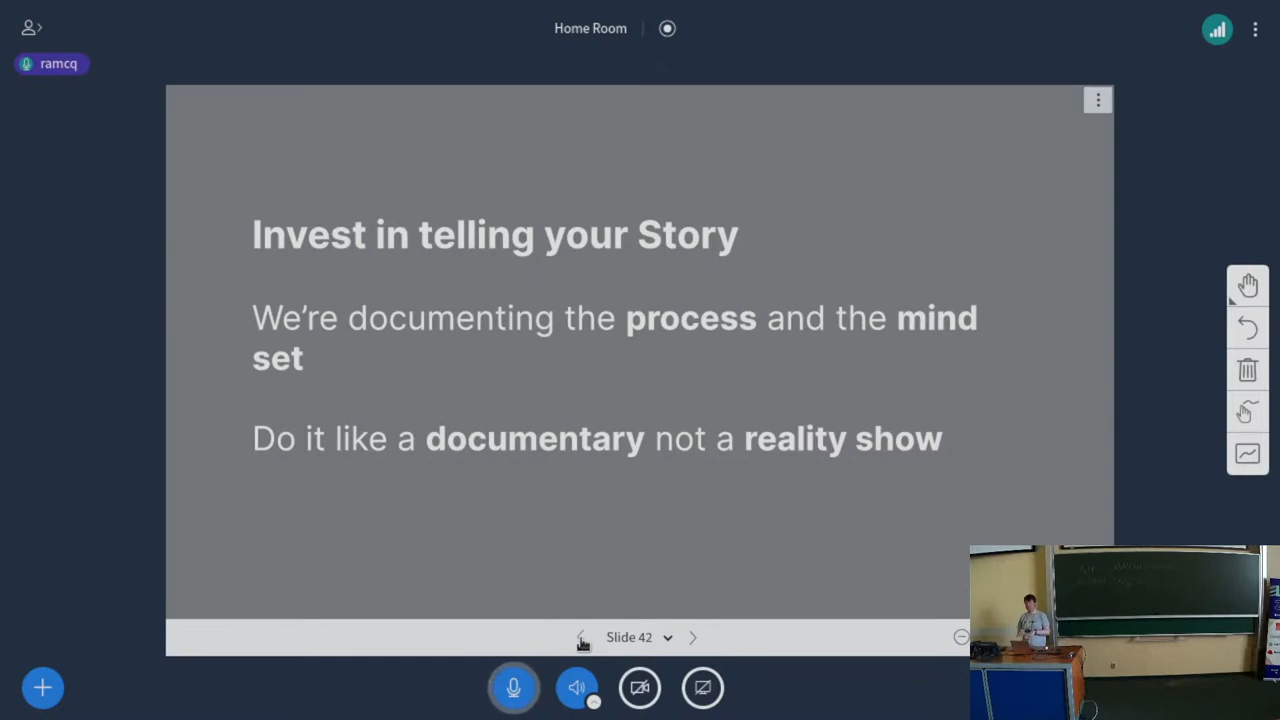 Home Room
ramcq
Invest in telling your Story
We're documenting the process and the mind
set
Do it like a documentary not a reality show
Slide 42